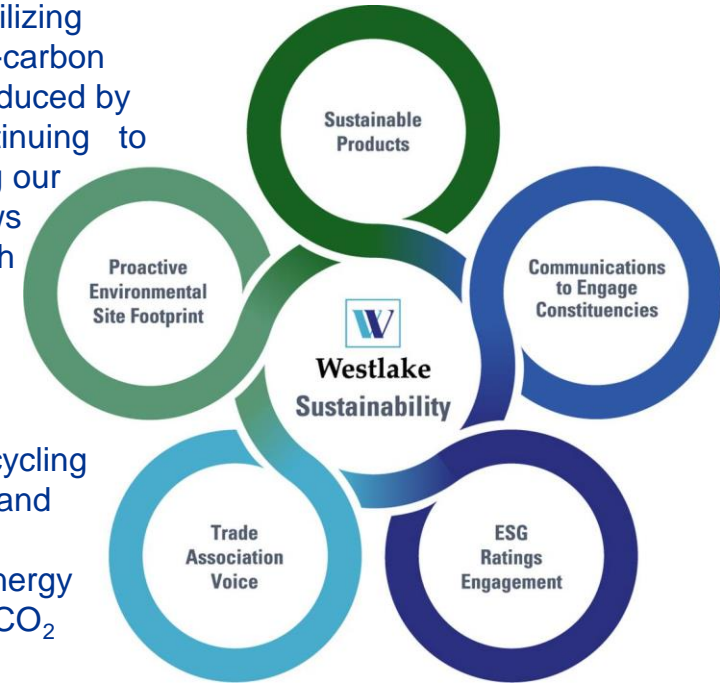 ilizing
-carbon
duced by
tinuing to
g our
ws
h
cycling
and
nergy
CO₂
Sustainable
Products
Proactive
Environmental
Site Footprint
Communications
to Engage
Constituencies
W
Westlake
Sustainability
Trade
Association
Voice
ESG
Ratings
Engagement